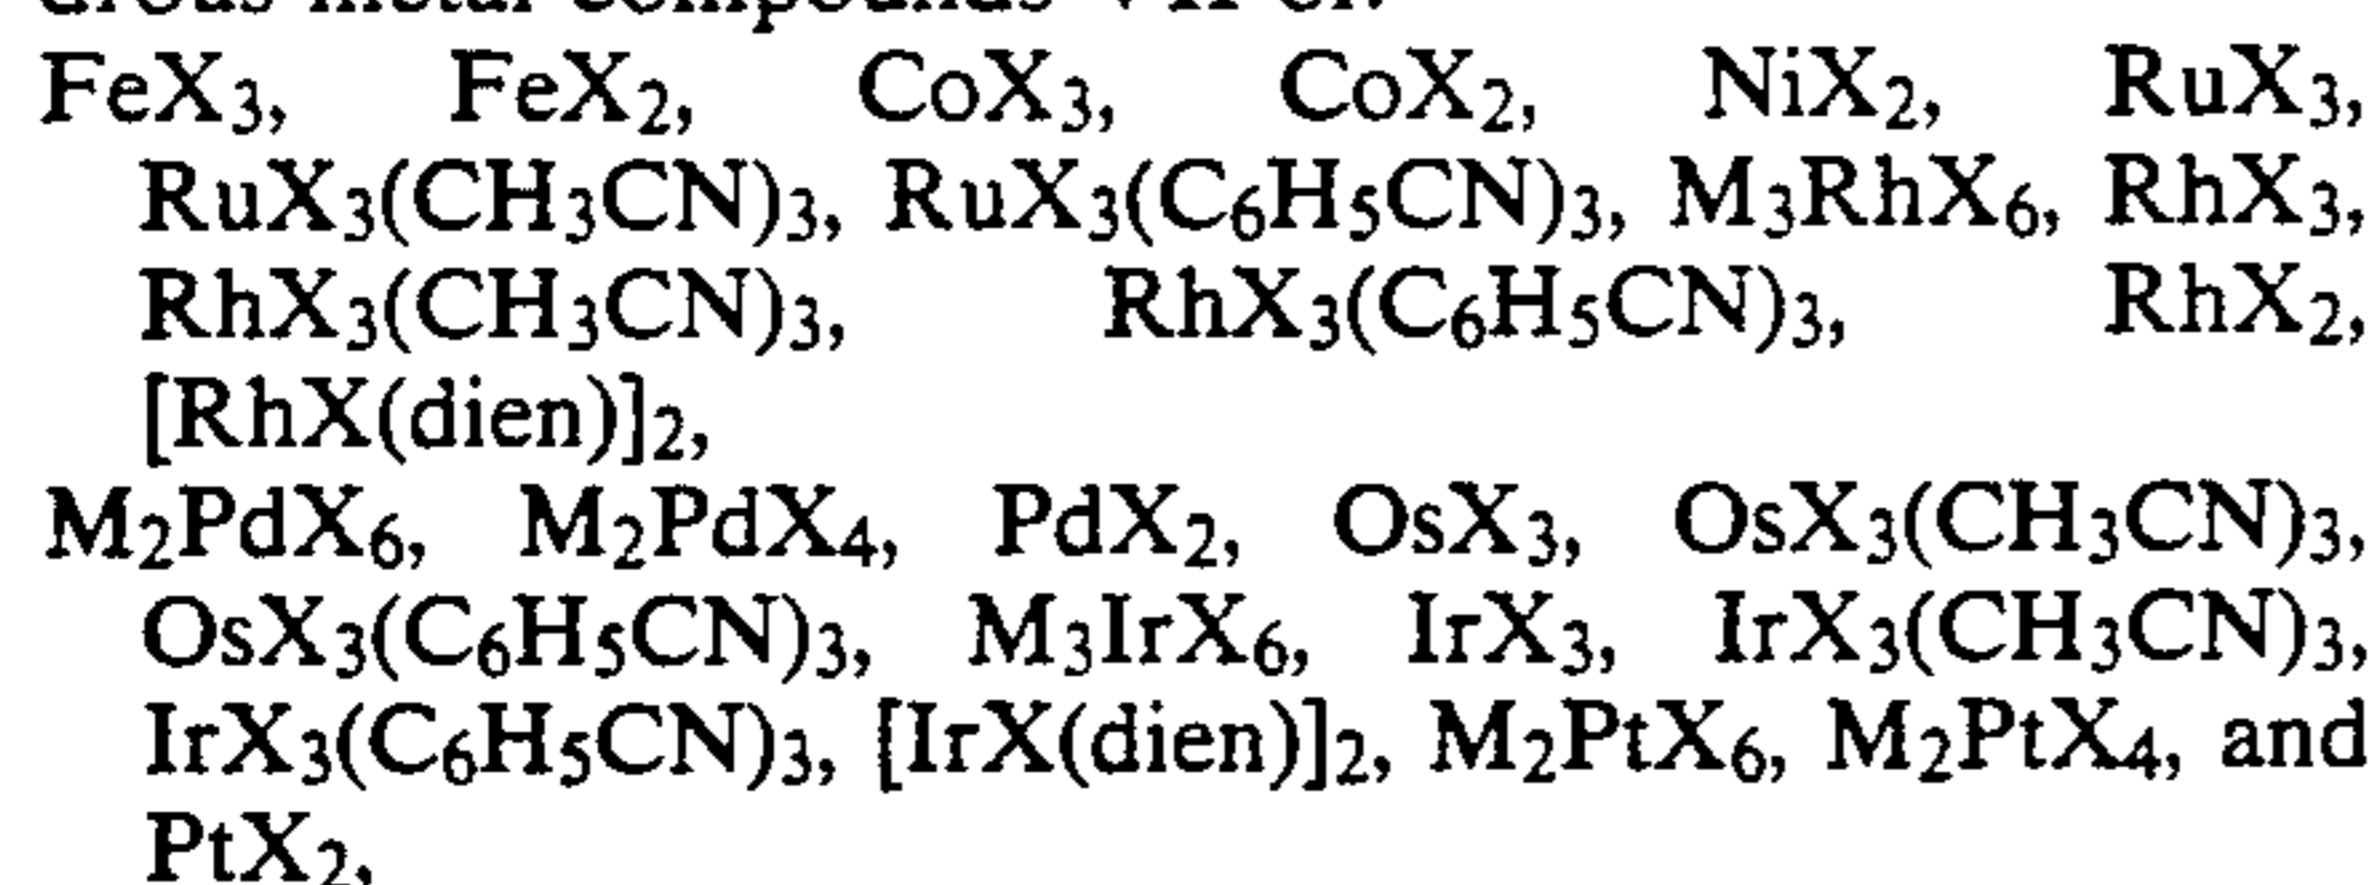 metal compounds
FeX3, FeX2, CoX3, CoX2, NiX2, RuX3,
RuX3(CH3CN)3, RuX3(C6H5CN)3, M3RhX6, RhX3,
RhX3(CH3CN)3, RhX3(C6H5CN)3, RhX2,
[RhX(dien)]2,
M2PdX6, M2PdX4, PdX2, OsX3, OsX3(CH3CN)3,
OsX3(C6H5CN)3, M3IrX6, IrX3, IrX3(CH3CN)3,
IrX3(C6H5CN)3, [IrX(dien)]2, M2PtX6, M2PtX4, and
PtX2,